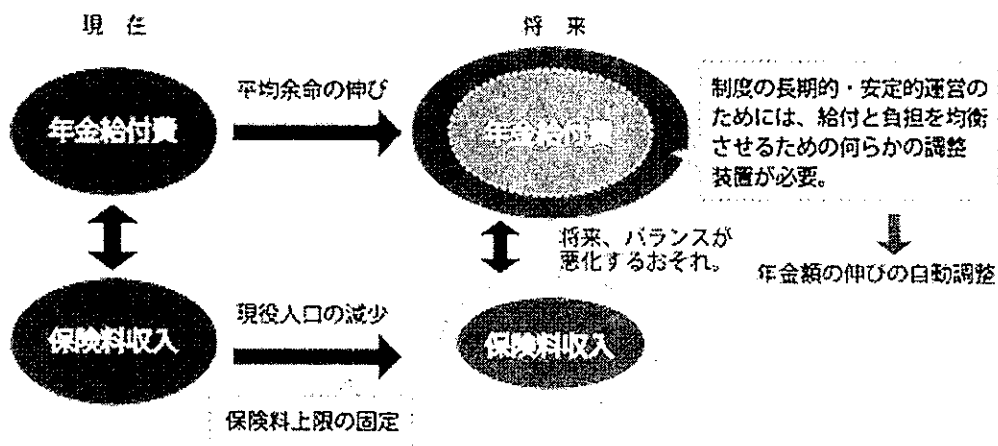 現 在
将 来
年金給付費
平均余命の伸び
年金給付費
制度の長期的・安定的運営の
ためには、給付と負担を均衡
させるための何らかの調整
装置が必要。
将来、バランスが
悪化するおそれ。
年金額の伸びの自動調整
保険料収入
現役人口の減少
保険料収入
保険料上限の固定